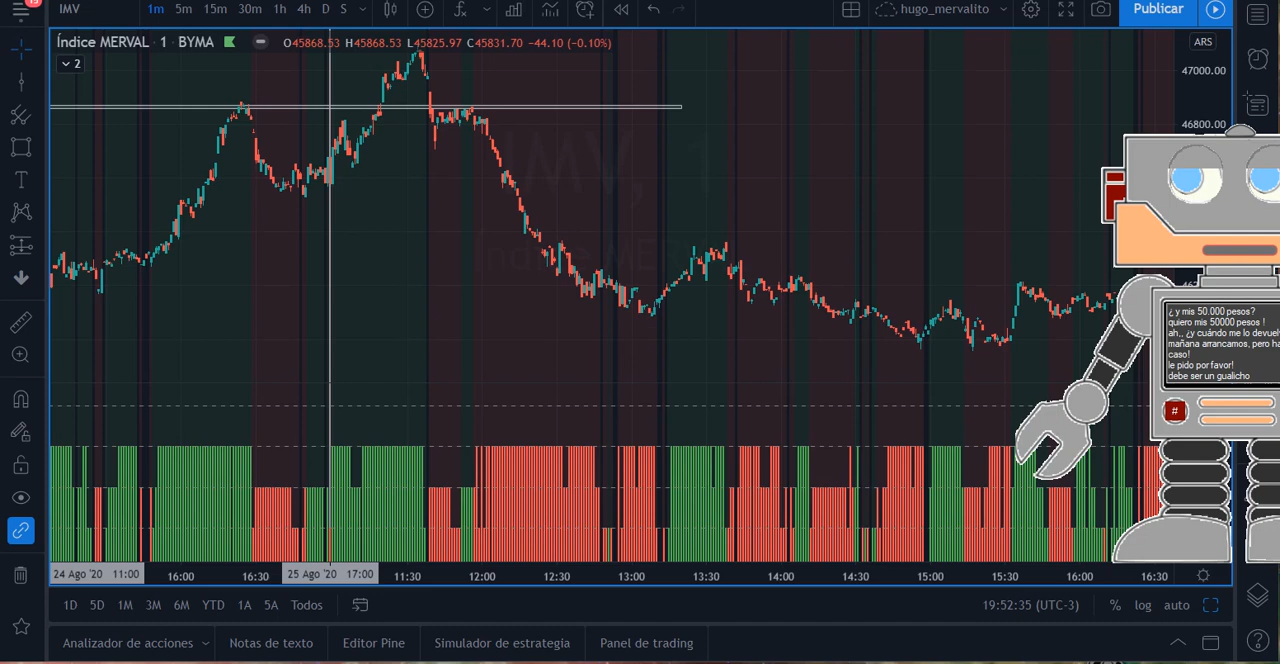 13
IMV
1m 5m 15m 30m 1h 4h D S
hugo_mervalito
Publicar
Índice MERVAL · 1 · BYMA
O45868.53 H45868.53 L45825.97 C45831.70 −44.10 (−0.10%)
2
ARS
47000.00
46800.00
IMV, 1
Índice MER
¿ y mis 50.000 pesos?
quiero mis 50000 pesos !
ah,. ¿y cuándo me lo devuelv
mañana arrancamos, pero ha
caso!
le pido por favor!
debe ser un gualicho
#
24 Ago '20 11:00
16:00
16:30
25 Ago '20 17:00
11:30
12:00
12:30
13:00
13:30
14:00
14:30
15:00
15:30
16:00
16:30
1D 5D 1M 3M 6M YTD 1A 5A Todos
19:52:35 (UTC-3)
% log auto
Analizador de acciones
Notas de texto
Editor Pine
Simulador de estrategia
Panel de trading